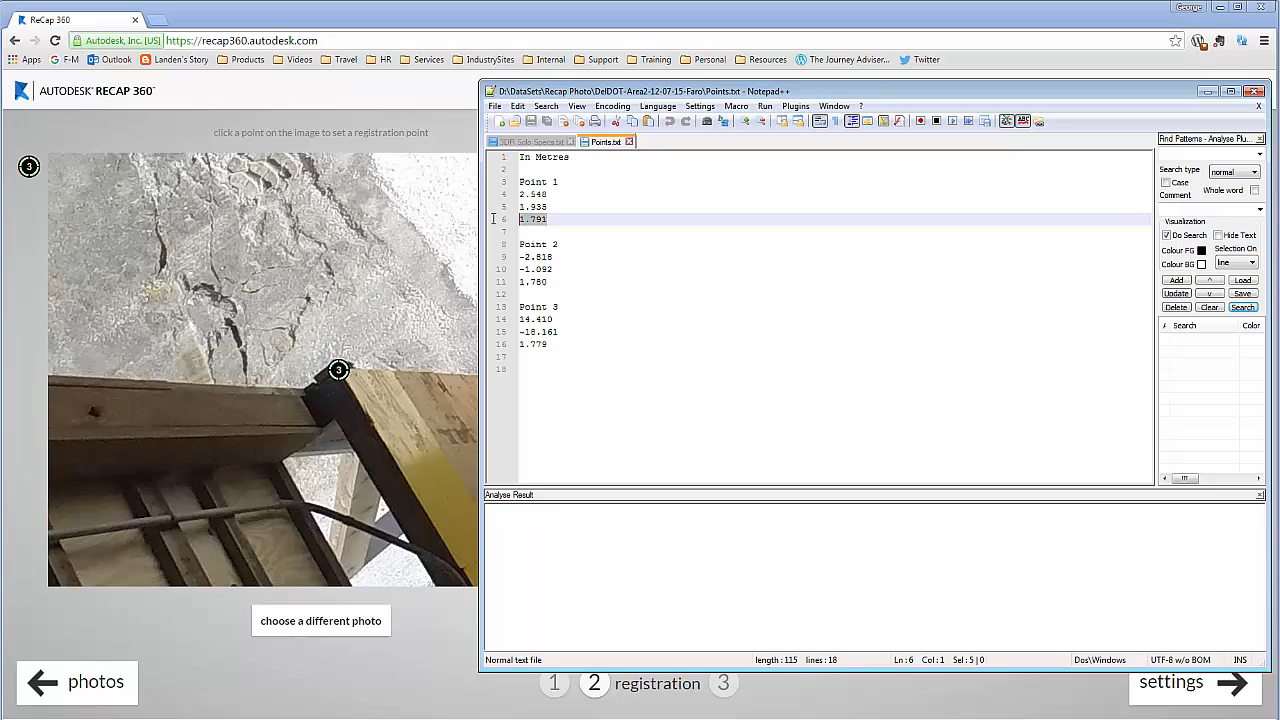 George
ReCap 360
Autodesk, Inc. [US] https://recap360.autodesk.com
Apps F-M Outlook Landen's Story Products Videos Travel HR Services IndustrySites Internal Support Training Personal Resources The Journey Adviser... Twitter
AUTODESK® RECAP 360™
click a point on the image to set a registration point
3
3
choose a different photo
photos
1 2 registration 3
settings
D:\DataSets\Recap Photo\DelDOT-Area2-12-07-15-Faro\Points.txt - Notepad++
File Edit Search View Encoding Language Settings Macro Run Plugins Window ? X
3DR Solo Specs.txt Points.txt
1 In Metres
2
3 Point 1
4 2.548
5 1.935
6 1.791
7
8 Point 2
9 -2.818
10 -1.092
11 1.780
12
13 Point 3
14 14.410
15 -18.161
16 1.779
17
18
Find Patterns - Analyse Plu...
Search type normal
Case Whole word
Comment
Visualization
Do Search Hide Text
Colour FG Selection On
Colour BG line
Add ^ Load
Update v Save
Delete Clear Search
Search Color
Analyse Result
Normal text file length : 115 lines : 18 Ln : 6 Col : 1 Sel : 5 | 0 Dos\Windows UTF-8 w/o BOM INS